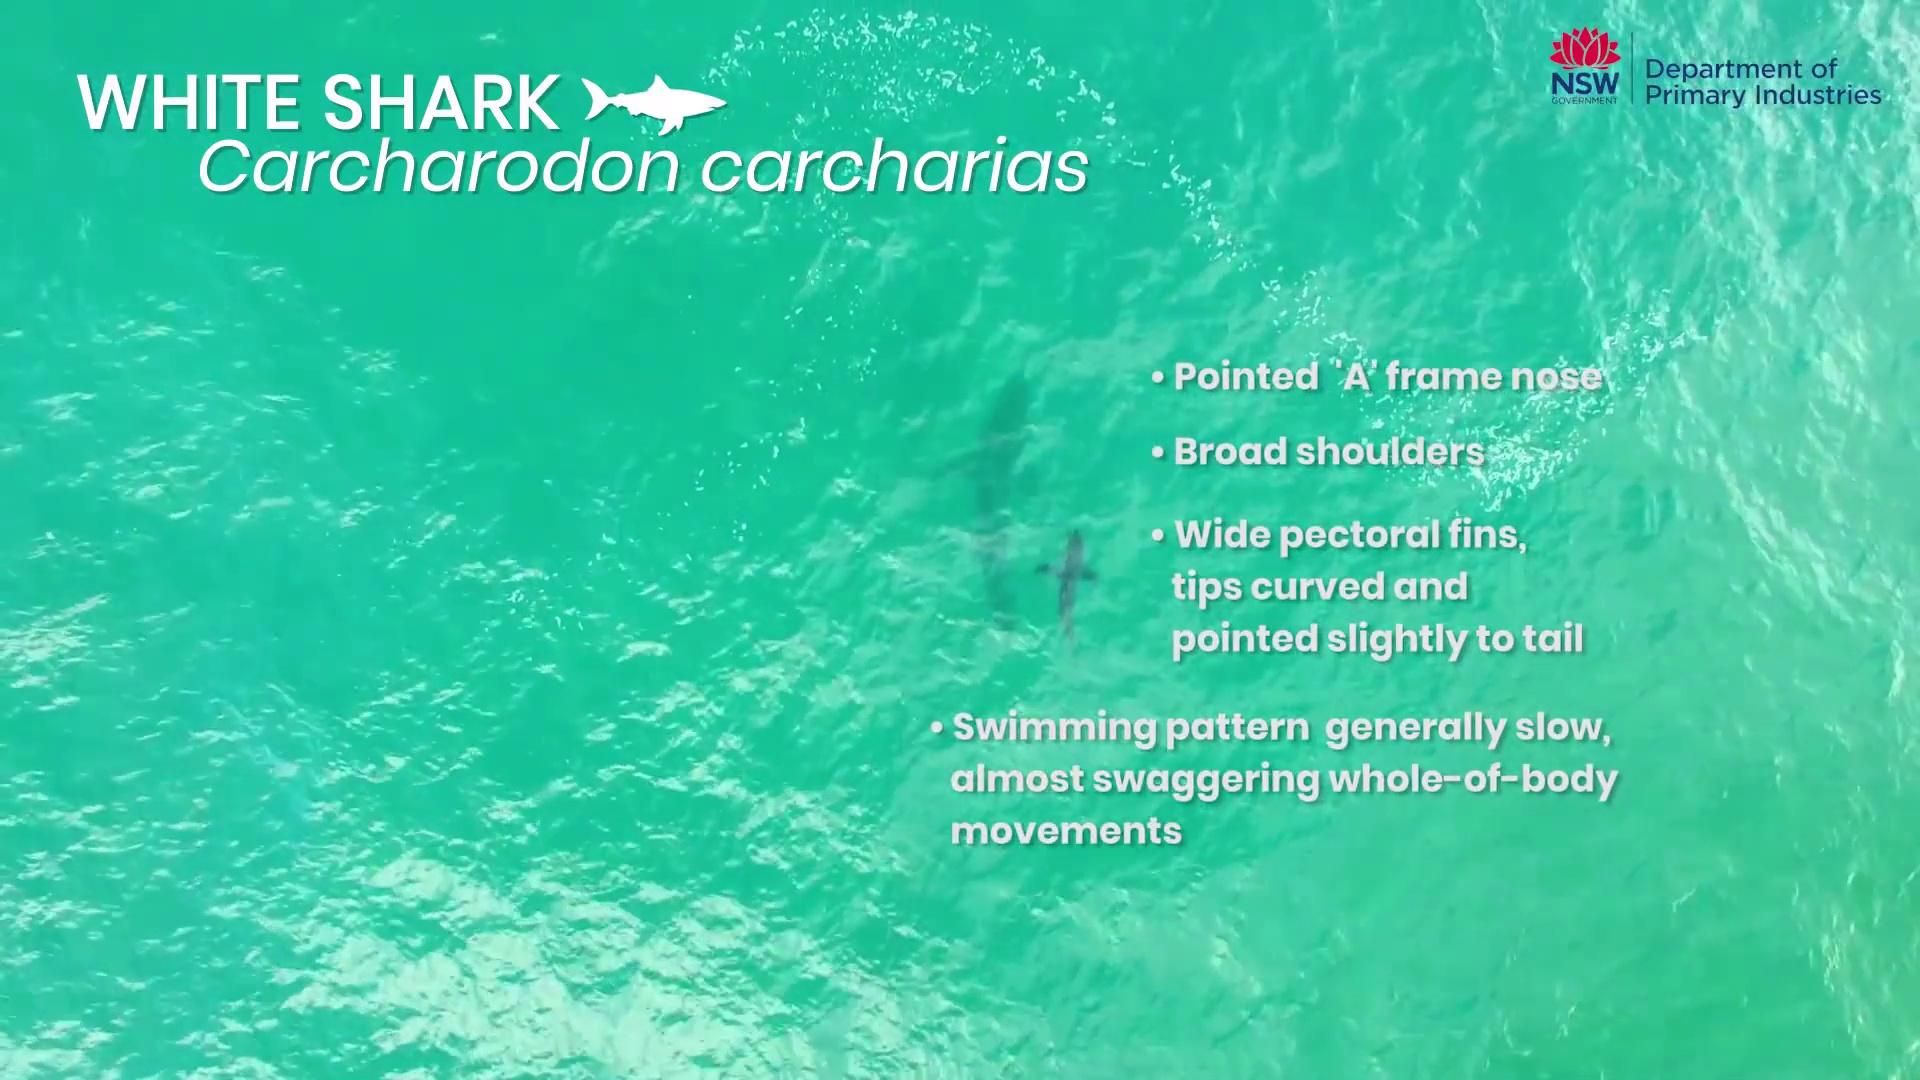 WHITE SHARK
Carcharodon carcharias
NSW
GOVERNMENT
Department of
Primary Industries
• Pointed 'A' frame nose
• Broad shoulders
• Wide pectoral fins,
tips curved and
pointed slightly to tail
• Swimming pattern generally slow,
almost swaggering whole-of-body
movements